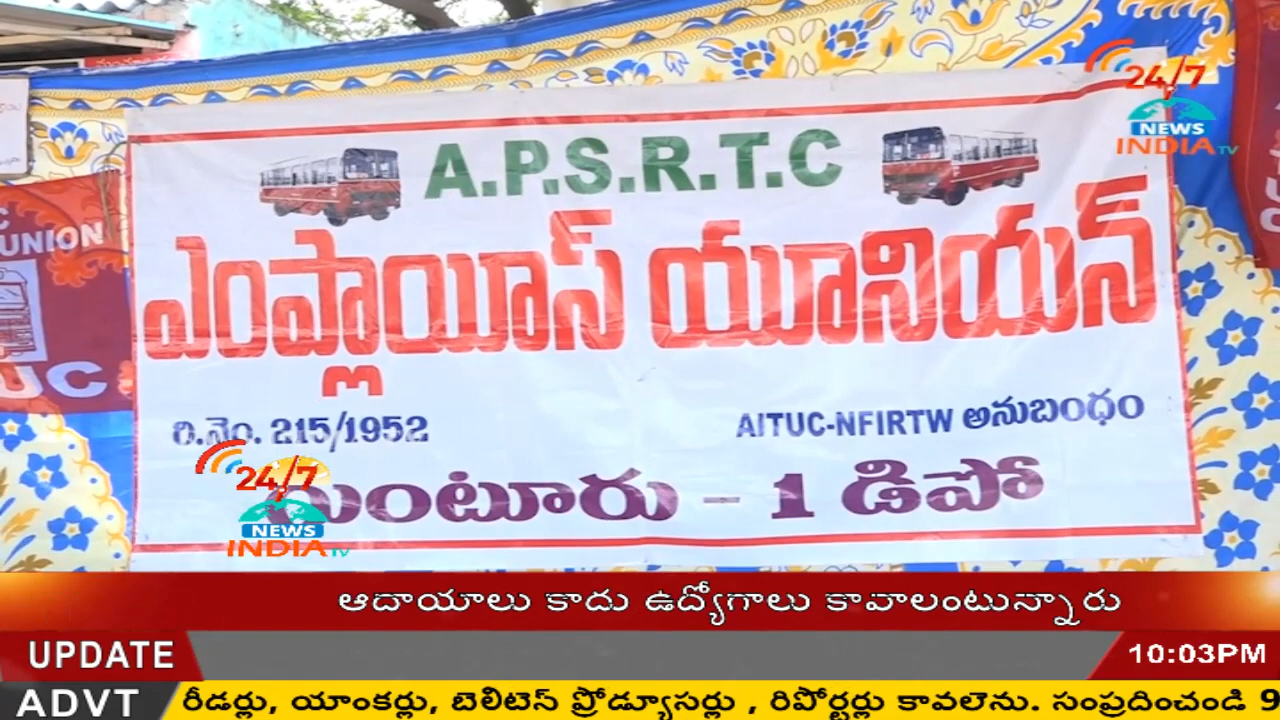 24/7
NEWS
INDIA TV
A.P.S.R.T.C
ఎంప్లాయీస్ యూనియన్
UNION
రి.నెం. 215/1952
AITUC-NFIRTW అనుబంధం
UC
24/7
NEWS
INDIA TV
గుంటూరు - 1 డిపో
ఆదాయాలు కాదు ఉద్యోగాలు కావాలంటున్నారు
UPDATE
10:03PM
ADVT
రీడర్లు, యాంకర్లు, బెలిటెన్ ప్రోడ్యూసర్లు , రిపోర్టర్లు కావలెను. సంప్రదించండి 9